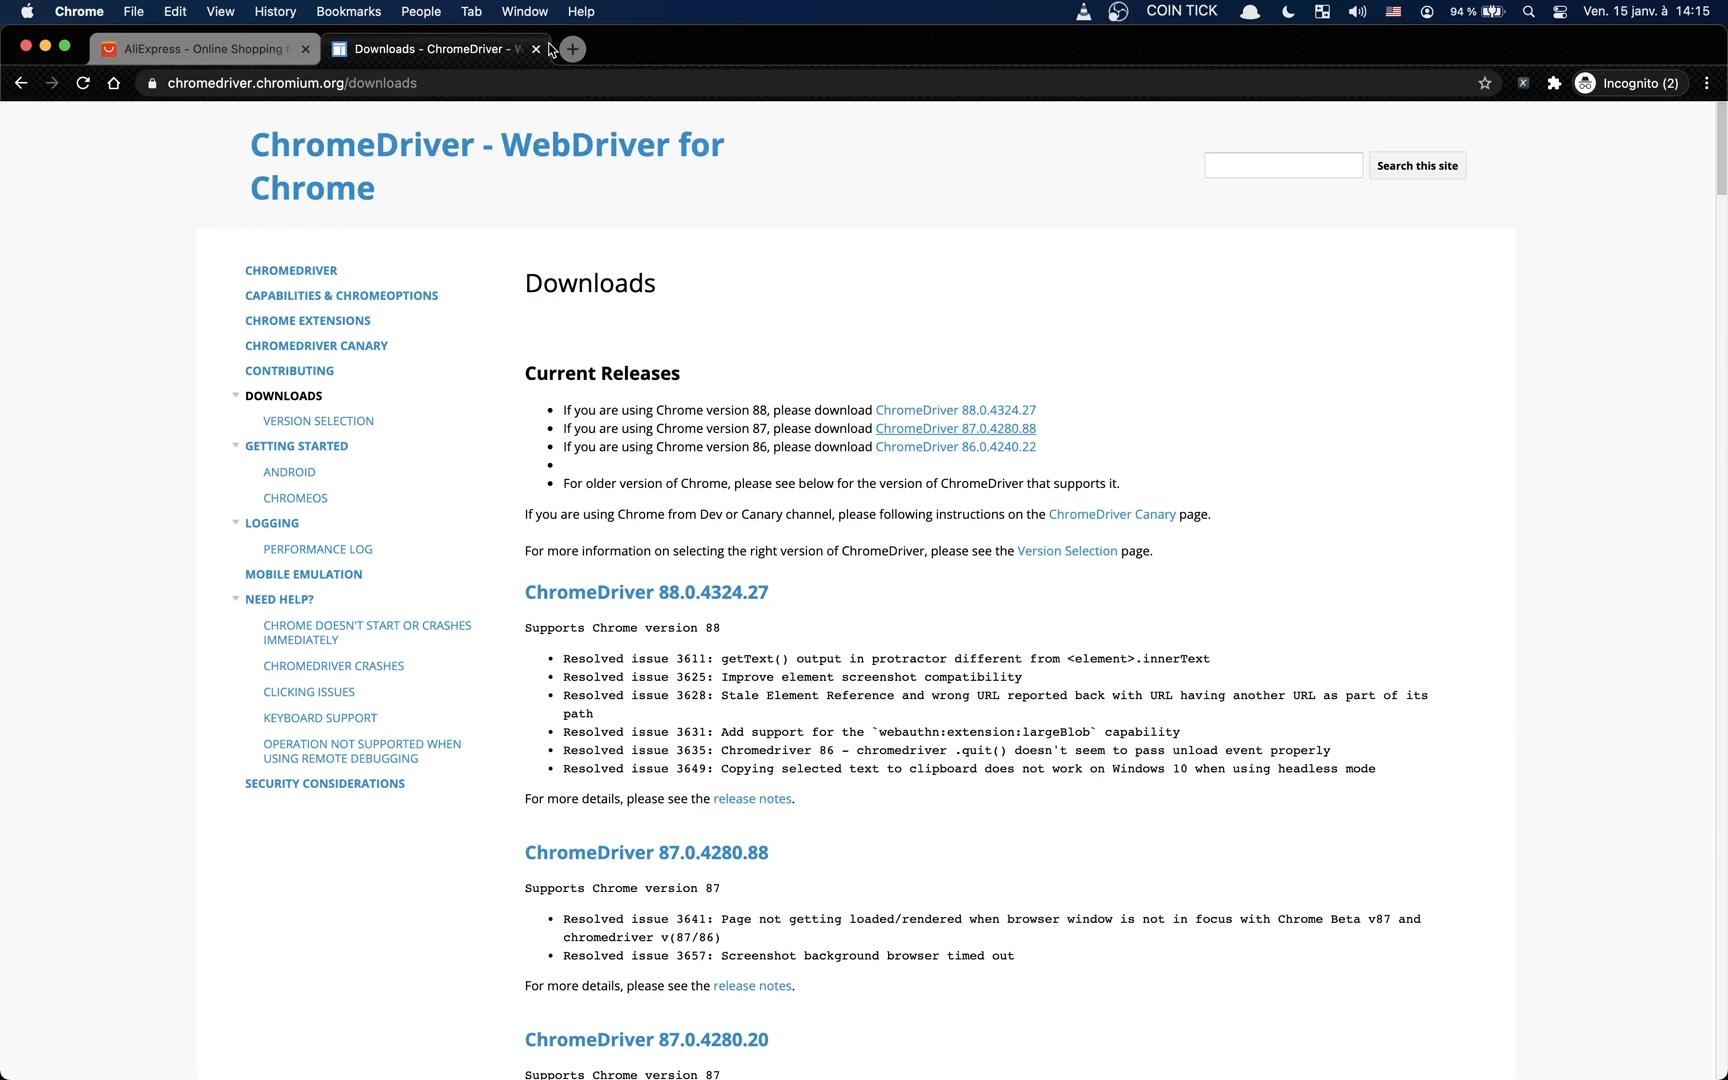 Chrome File Edit View History Bookmarks People Tab Window Help COIN TICK 94 % Ven. 15 janv. à 14:15
AliExpress - Online Shopping f Downloads - ChromeDriver - W
chromedriver.chromium.org/downloads Incognito (2)
ChromeDriver - WebDriver for
Chrome
Search this site
CHROMEDRIVER
CAPABILITIES & CHROMEOPTIONS
CHROME EXTENSIONS
CHROMEDRIVER CANARY
CONTRIBUTING
DOWNLOADS
VERSION SELECTION
GETTING STARTED
ANDROID
CHROMEOS
LOGGING
PERFORMANCE LOG
MOBILE EMULATION
NEED HELP?
CHROME DOESN'T START OR CRASHES
IMMEDIATELY
CHROMEDRIVER CRASHES
CLICKING ISSUES
KEYBOARD SUPPORT
OPERATION NOT SUPPORTED WHEN
USING REMOTE DEBUGGING
SECURITY CONSIDERATIONS
Downloads
Current Releases
• If you are using Chrome version 88, please download ChromeDriver 88.0.4324.27
• If you are using Chrome version 87, please download ChromeDriver 87.0.4280.88
• If you are using Chrome version 86, please download ChromeDriver 86.0.4240.22
•
• For older version of Chrome, please see below for the version of ChromeDriver that supports it.
If you are using Chrome from Dev or Canary channel, please following instructions on the ChromeDriver Canary page.
For more information on selecting the right version of ChromeDriver, please see the Version Selection page.
ChromeDriver 88.0.4324.27
Supports Chrome version 88
• Resolved issue 3611: getText() output in protractor different from <element>.innerText
• Resolved issue 3625: Improve element screenshot compatibility
• Resolved issue 3628: Stale Element Reference and wrong URL reported back with URL having another URL as part of its
path
• Resolved issue 3631: Add support for the `webauthn:extension:largeBlob` capability
• Resolved issue 3635: Chromedriver 86 – chromedriver .quit() doesn't seem to pass unload event properly
• Resolved issue 3649: Copying selected text to clipboard does not work on Windows 10 when using headless mode
For more details, please see the release notes.
ChromeDriver 87.0.4280.88
Supports Chrome version 87
• Resolved issue 3641: Page not getting loaded/rendered when browser window is not in focus with Chrome Beta v87 and
chromedriver v(87/86)
• Resolved issue 3657: Screenshot background browser timed out
For more details, please see the release notes.
ChromeDriver 87.0.4280.20
Supports Chrome version 87